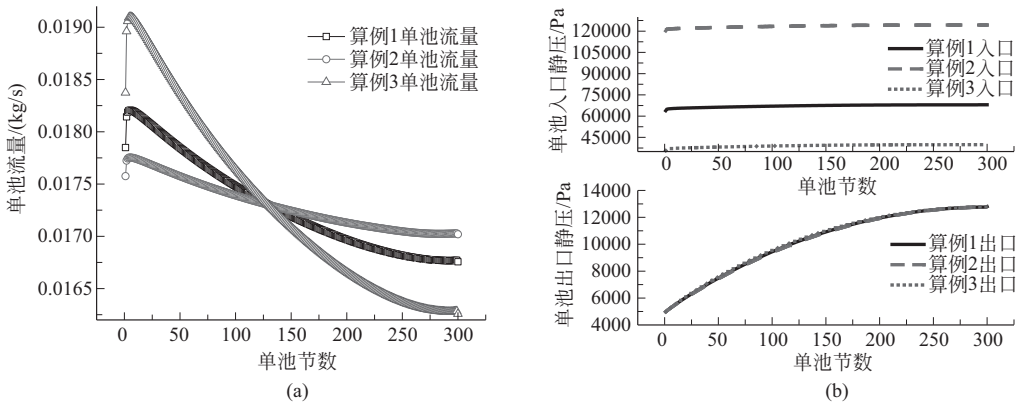 0.0190
0.0185
0.0180
0.0175
0.0170
0.0165
单池流量/(kg/s)
算例1单池流量
算例2单池流量
算例3单池流量
0 50 100 150 200 250 300
单池节数
(a)
120000
105000
90000
75000
60000
45000
单池入口静压/Pa
算例1入口
算例2入口
算例3入口
0 50 100 150 200 250 300
单池节数
14000
12000
10000
8000
6000
4000
单池出口静压/Pa
算例1出口
算例2出口
算例3出口
0 50 100 150 200 250 300
单池节数
(b)